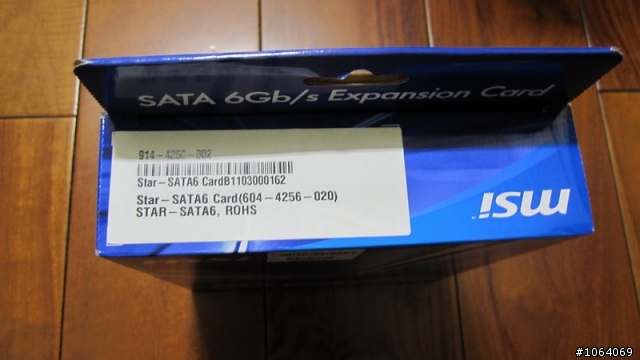 SATA 6Gb/s Expansion Card
914-4256-002
Star-SATA6 CardB1103000162
Star-SATA6 Card(604-4256-020)
STAR-SATA6, ROHS
msi
#1064069